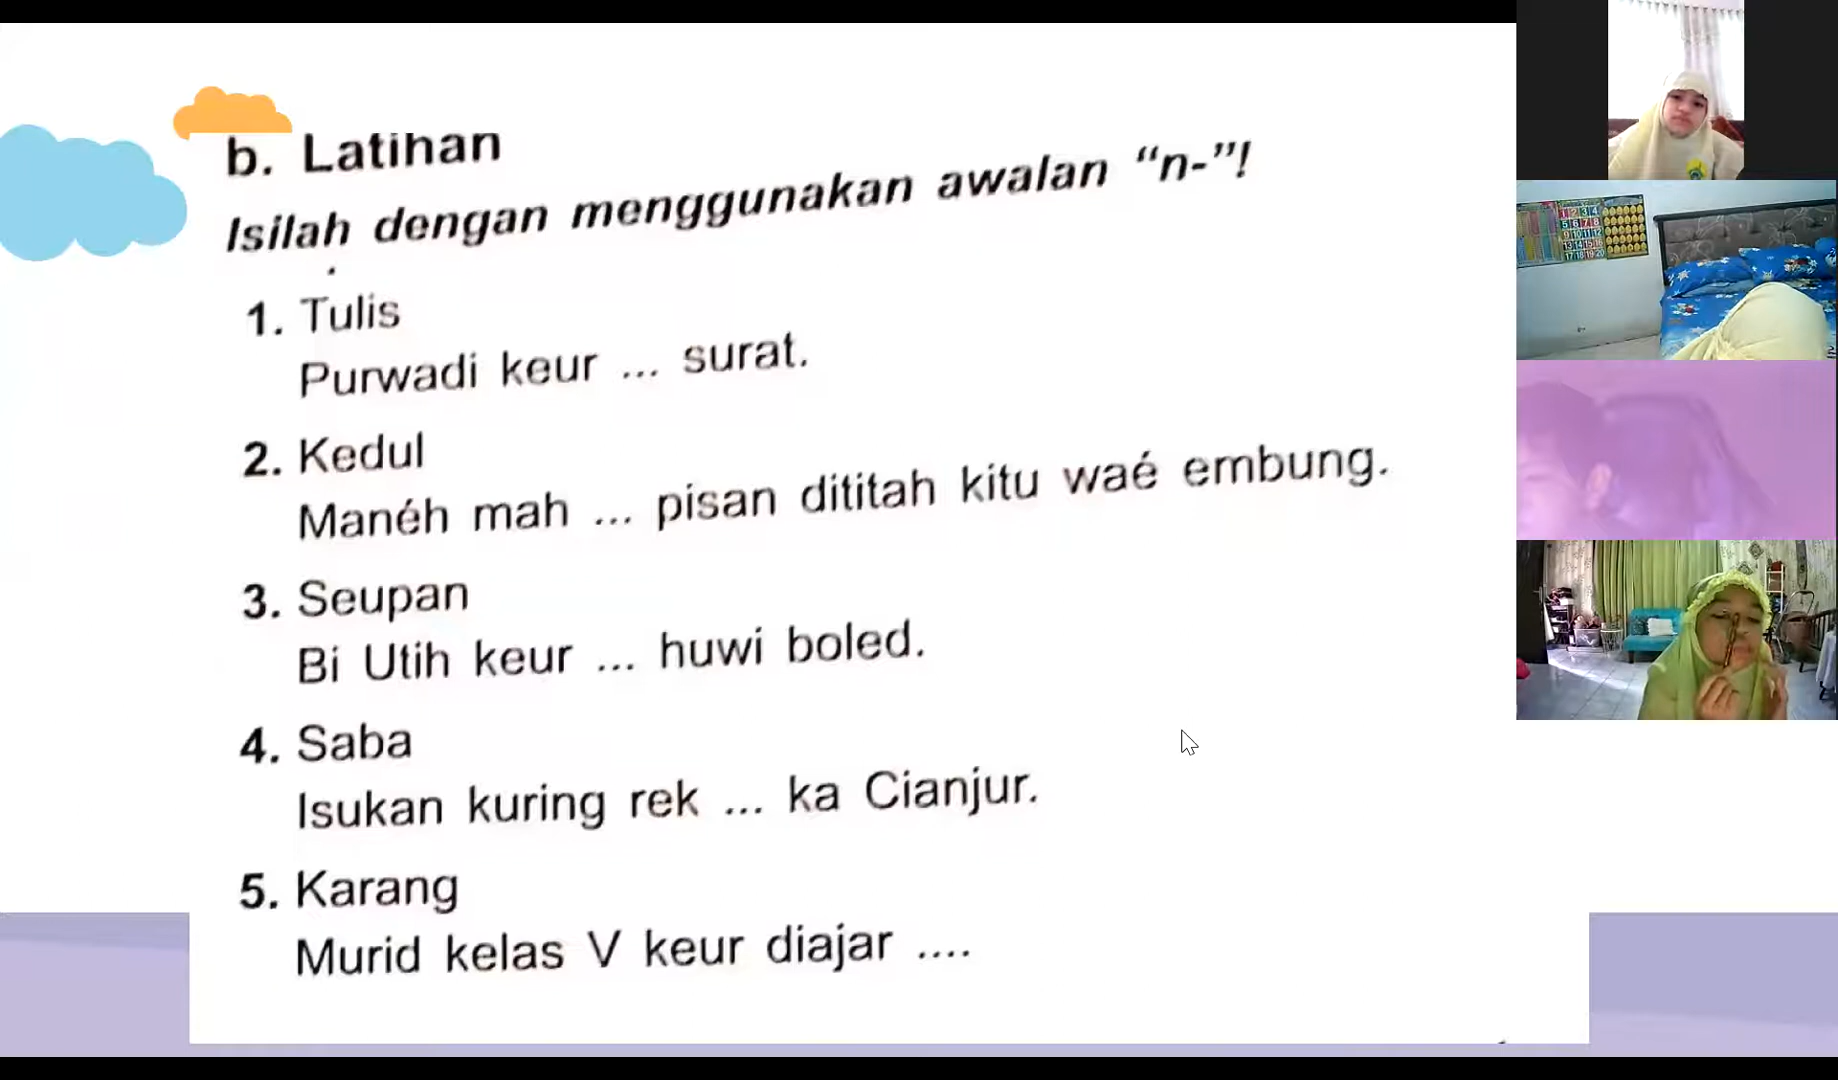 b. Latihan
Isilah dengan menggunakan awalan “n-”!
1. Tulis
Purwadi keur ... surat.
2. Kedul
Manéh mah ... pisan dititah kitu waé embung.
3. Seupan
Bi Utih keur ... huwi boled.
4. Saba
Isukan kuring rek ... ka Cianjur.
5. Karang
Murid kelas V keur diajar ....